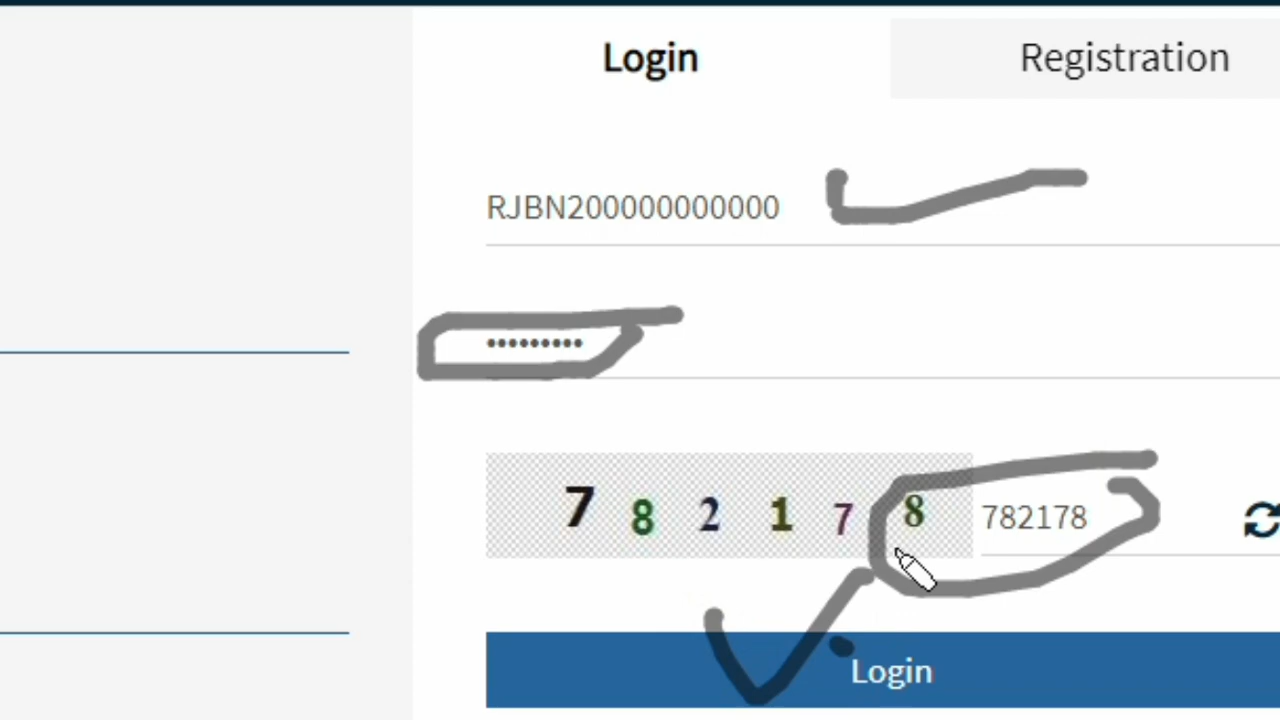 Login Registration
RJBN200000000000
•••••••••
7 8 2 1 7 8 782178
Login